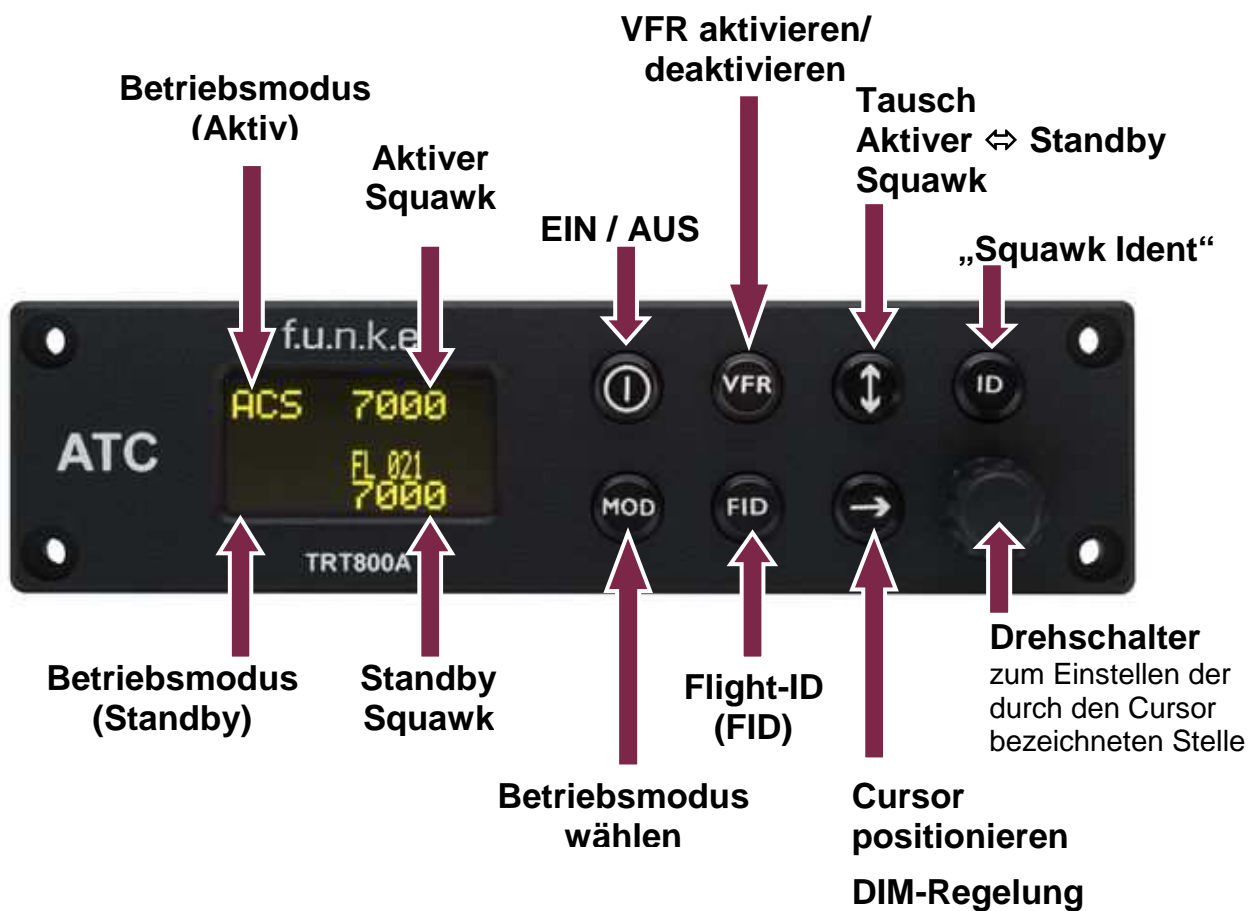 VFR aktivieren/
deaktivieren
Betriebsmodus
(Aktiv)
Tausch
Aktiver ⇔ Standby
Squawk
Aktiver
Squawk
EIN / AUS
„Squawk Ident“
f.u.n.k.e
ACS 7000
VFR
ID
ATC
FL 021
7000
MOD
FID
TRT800A
Betriebsmodus
(Standby)
Standby
Squawk
Flight-ID
(FID)
Drehschalter
zum Einstellen der
durch den Cursor
bezeichneten Stelle
Betriebsmodus
wählen
Cursor
positionieren
DIM-Regelung